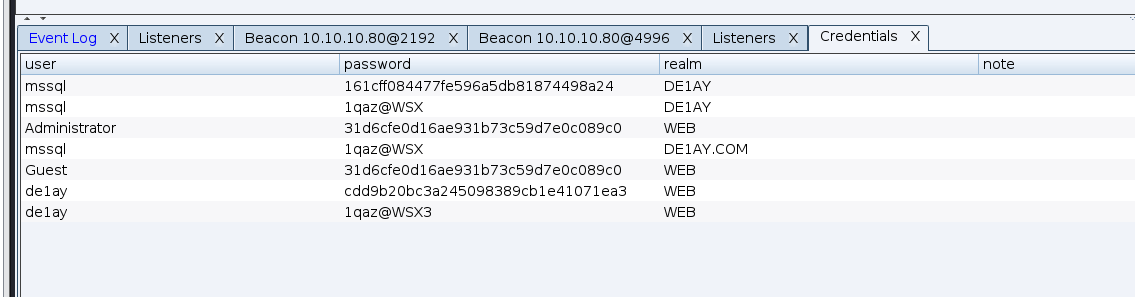 Event Log X Listeners X Beacon 10.10.10.80@2192 X Beacon 10.10.10.80@4996 X Listeners X Credentials X
user password realm note
mssql 161cff084477fe596a5db81874498a24 DE1AY
mssql 1qaz@WSX DE1AY
Administrator 31d6cfe0d16ae931b73c59d7e0c089c0 WEB
mssql 1qaz@WSX DE1AY.COM
Guest 31d6cfe0d16ae931b73c59d7e0c089c0 WEB
de1ay cdd9b20bc3a245098389cb1e41071ea3 WEB
de1ay 1qaz@WSX3 WEB